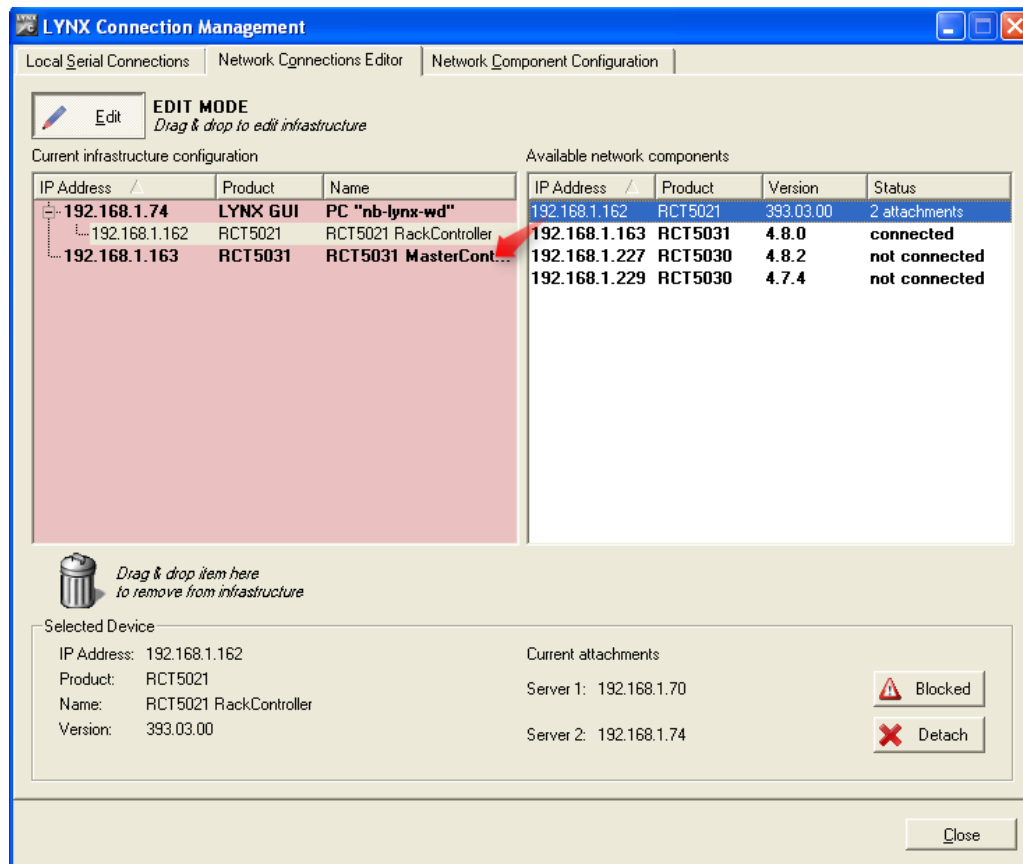 LYNX Connection Management
Local Serial Connections Network Connections Editor Network Component Configuration
Edit
EDIT MODE
Drag & drop to edit infrastructure
Current infrastructure configuration
IP Address Product Name
192.168.1.74 LYNX GUI PC "nb-lynx-wd"
192.168.1.162 RCT5021 RCT5021 RackController
192.168.1.163 RCT5031 RCT5031 MasterCont...
Available network components
IP Address Product Version Status
192.168.1.162 RCT5021 393.03.00 2 attachments
192.168.1.163 RCT5031 4.8.0 connected
192.168.1.227 RCT5030 4.8.2 not connected
192.168.1.229 RCT5030 4.7.4 not connected
Drag & drop item here
to remove from infrastructure
Selected Device
IP Address: 192.168.1.162
Product: RCT5021
Name: RCT5021 RackController
Version: 393.03.00
Current attachments
Server 1: 192.168.1.70
Blocked
Server 2: 192.168.1.74
Detach
Close